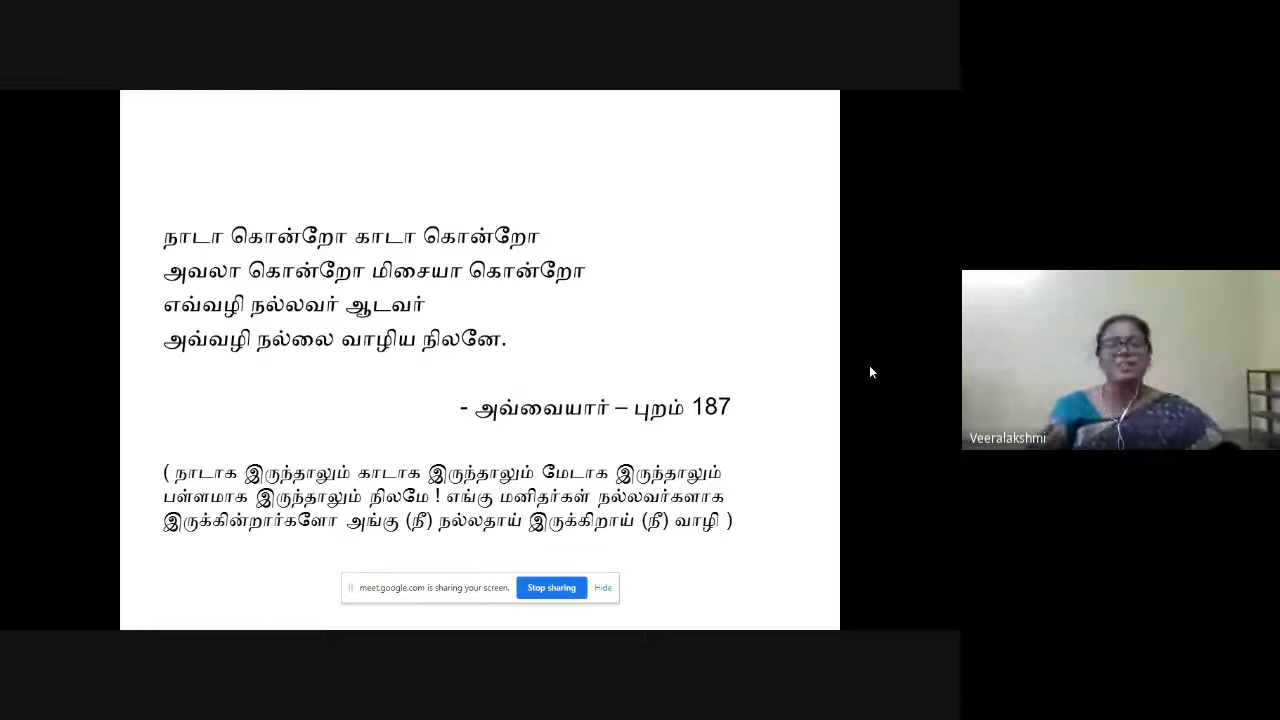 நாடா கொன்றோ காடா கொன்றோ
அவலா கொன்றோ மிசையா கொன்றோ
எவ்வழி நல்லவர் ஆடவர்
அவ்வழி நல்லை வாழிய நிலனே.
- அவ்வையார் – புறம் 187
( நாடாக இருந்தாலும் காடாக இருந்தாலும் மேடாக இருந்தாலும்
பள்ளமாக இருந்தாலும் நிலமே ! எங்கு மனிதர்கள் நல்லவர்களாக
இருக்கின்றார்களோ அங்கு (நீ) நல்லதாய் இருக்கிறாய் (நீ) வாழி )
meet.google.com is sharing your screen. Stop sharing Hide
Veeralakshmi